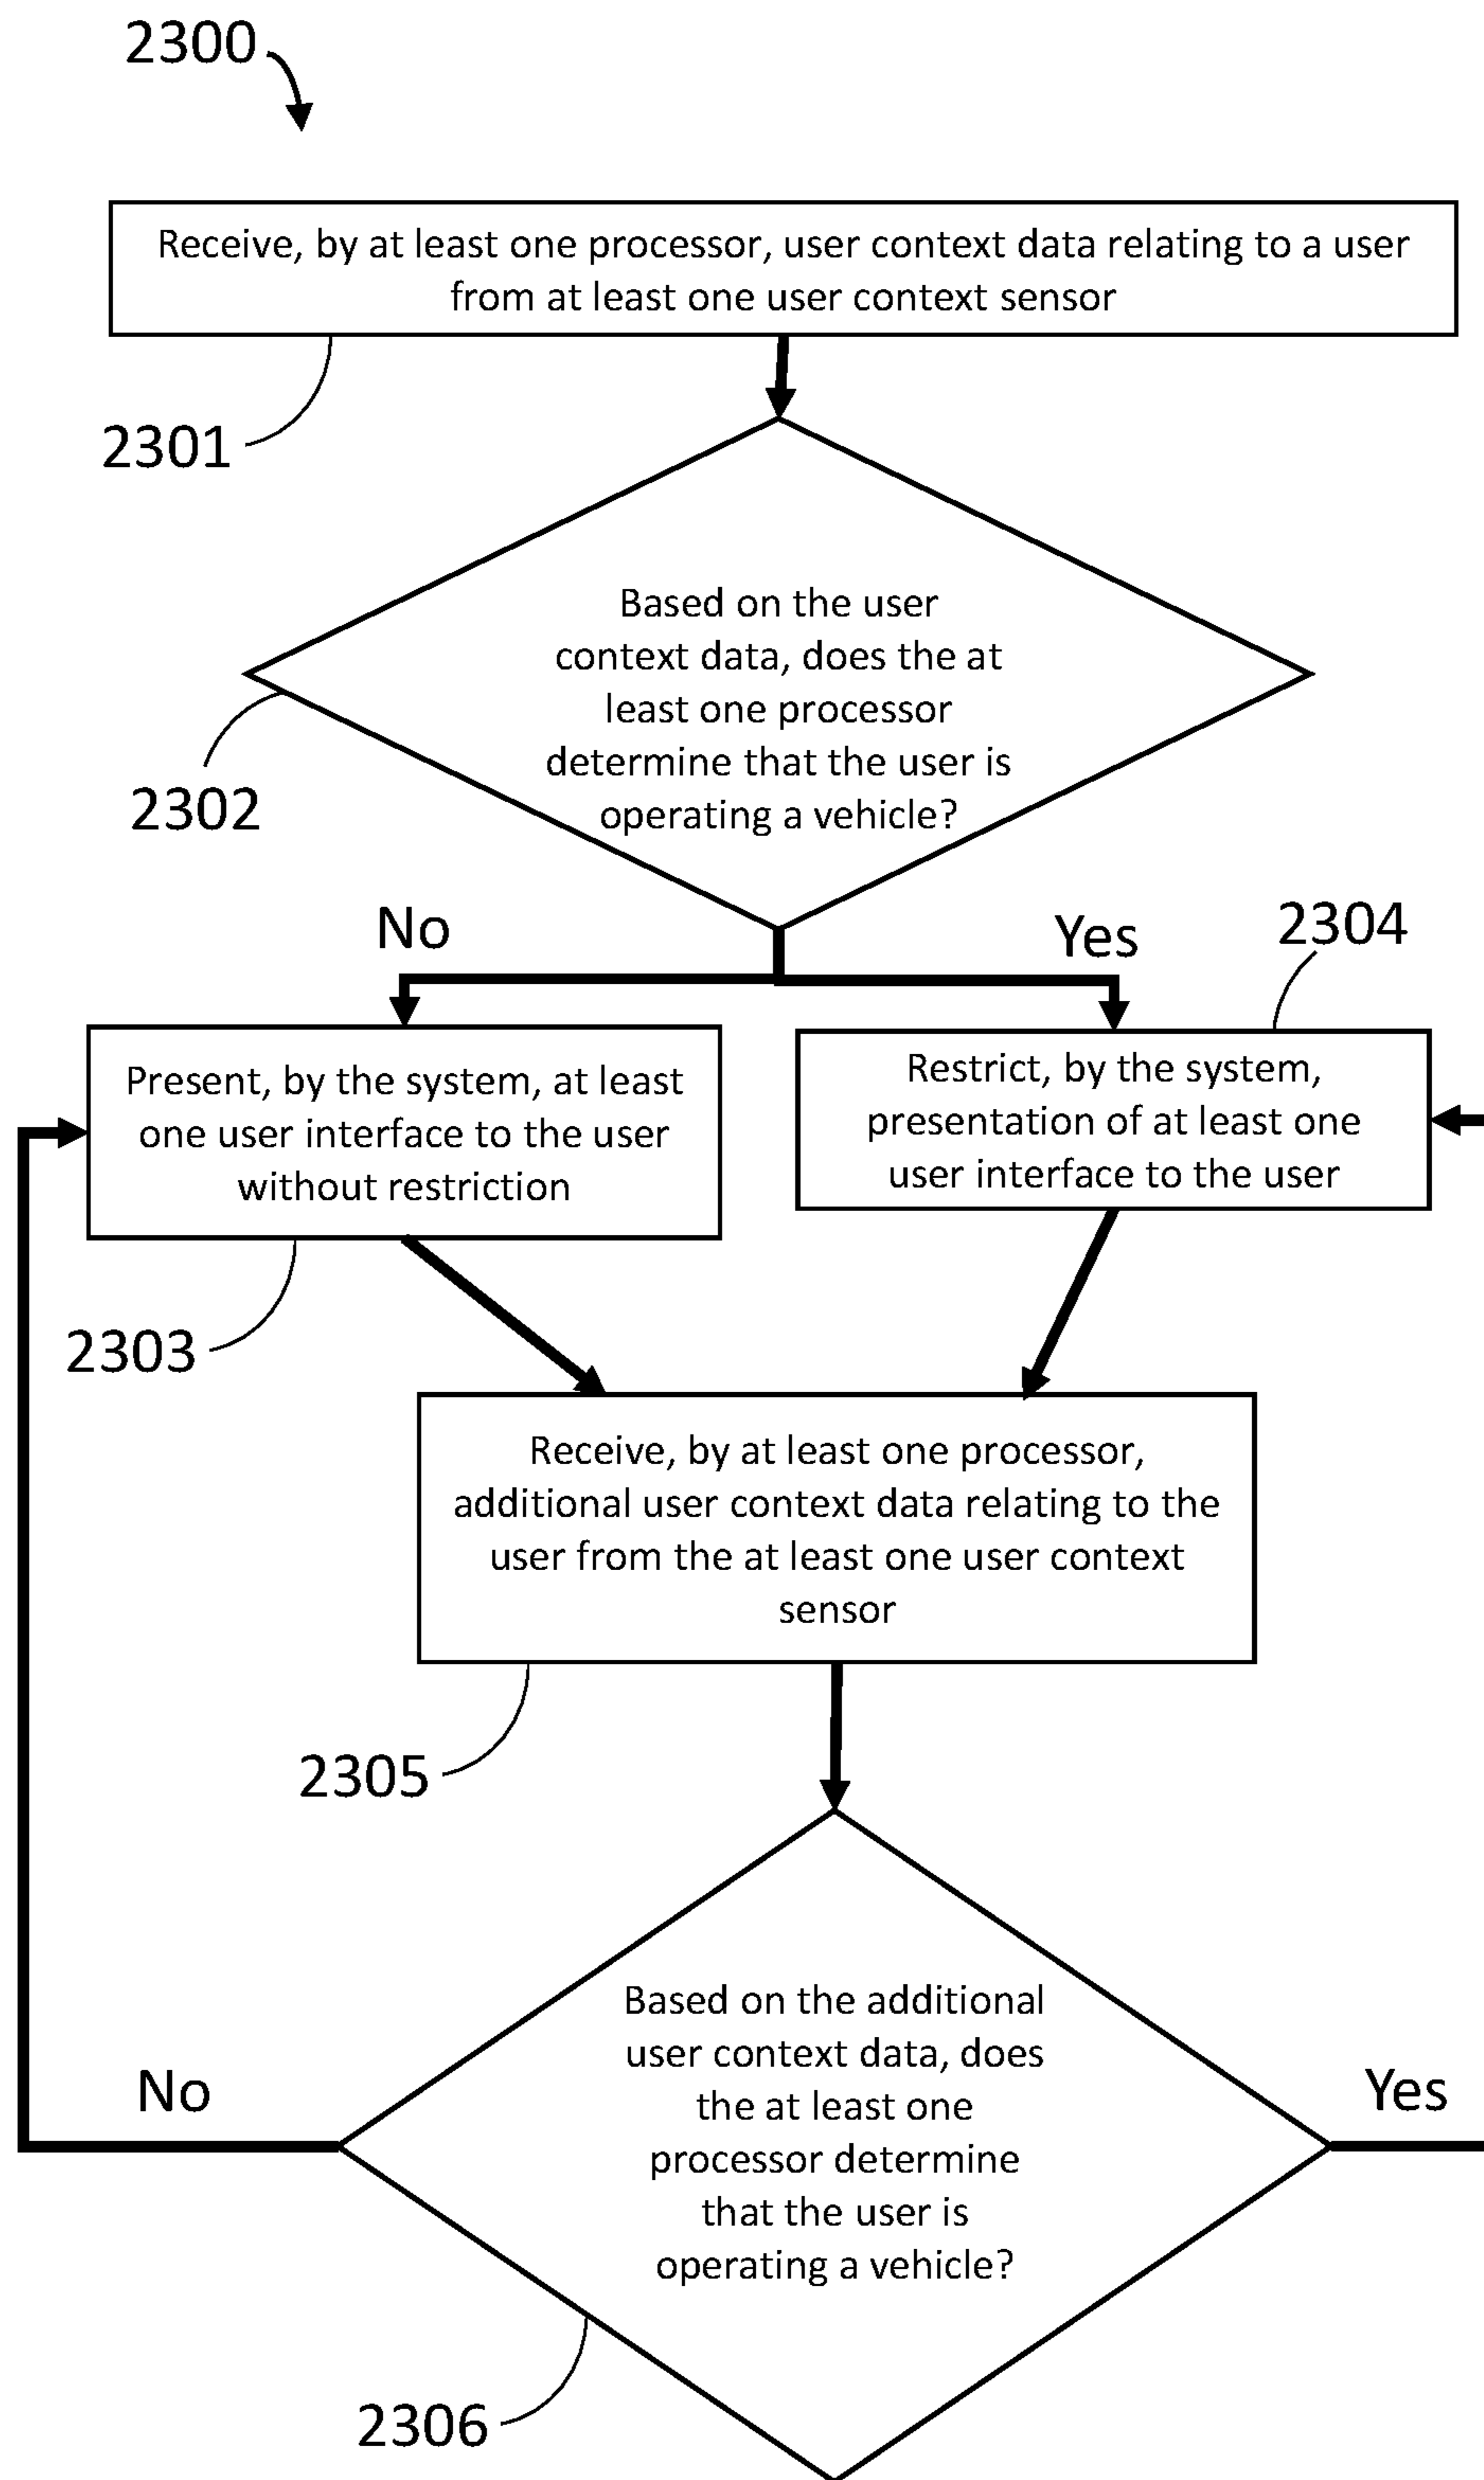 2300
Receive, by at least one processor, user context data relating to a user
from at least one user context sensor
2301
Based on the user
context data, does the at
least one processor
determine that the user is
operating a vehicle?
2302
No
Yes
2304
Present, by the system, at least
one user interface to the user
without restriction
Restrict, by the system,
presentation of at least one
user interface to the user
2303
Receive, by at least one processor,
additional user context data relating to the
user from the at least one user context
sensor
2305
Based on the additional
user context data, does
the at least one
processor determine
that the user is
operating a vehicle?
No
Yes
2306